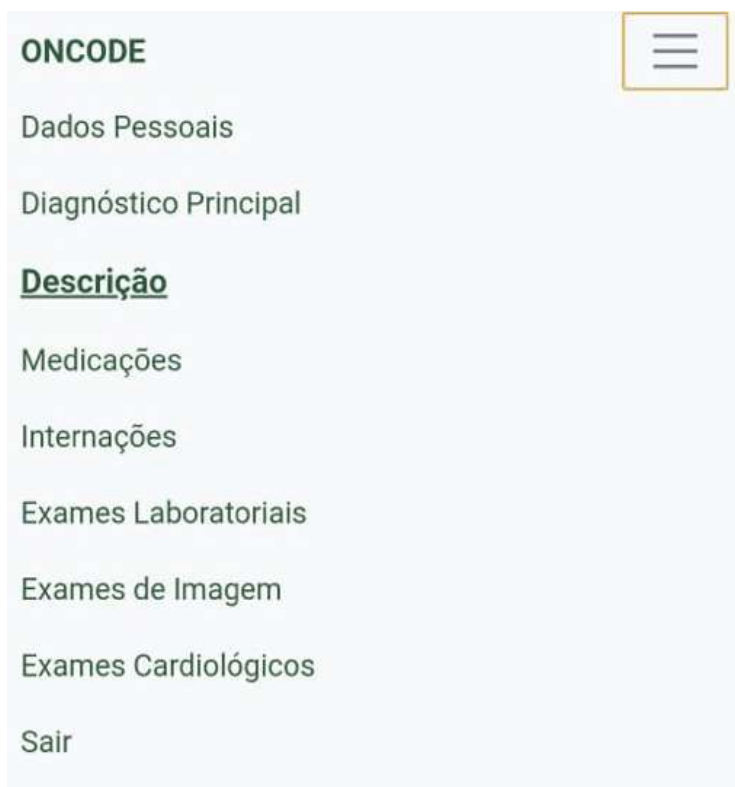 ONCODE
Dados Pessoais
Diagnóstico Principal
Descrição
Medicações
Internações
Exames Laboratoriais
Exames de Imagem
Exames Cardiológicos
Sair